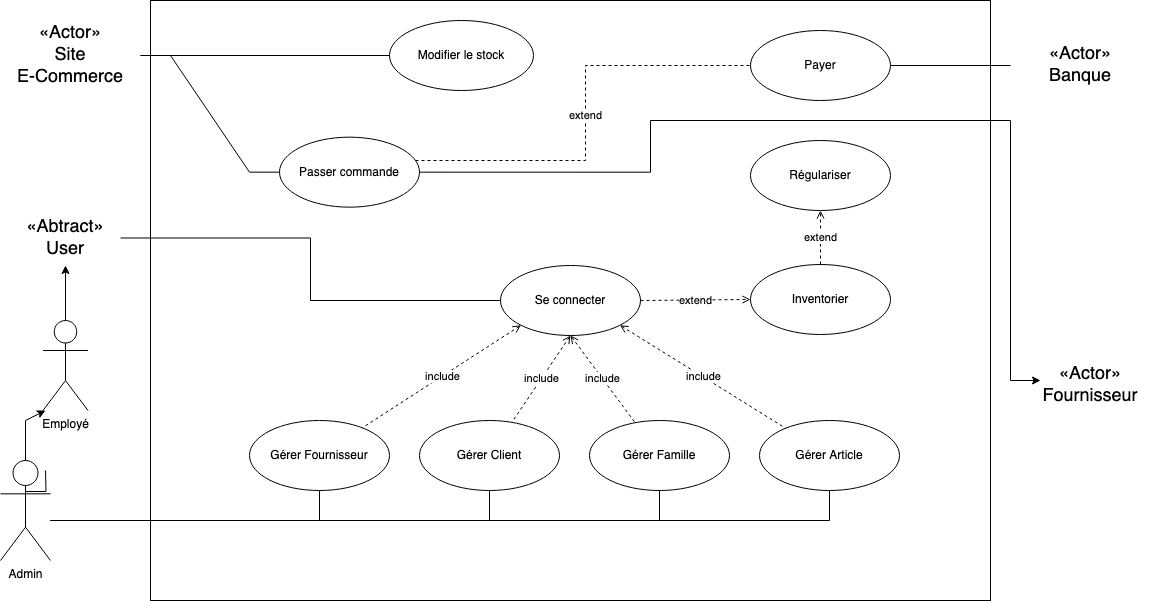 «Actor»
Site
E-Commerce
Modifier le stock
Payer
«Actor»
Banque
extend
Passer commande
Régulariser
«Abtract»
User
extend
Se connecter
extend
Inventorier
include
include
include
include
«Actor»
Fournisseur
Employé
Gérer Fournisseur
Gérer Client
Gérer Famille
Gérer Article
Admin